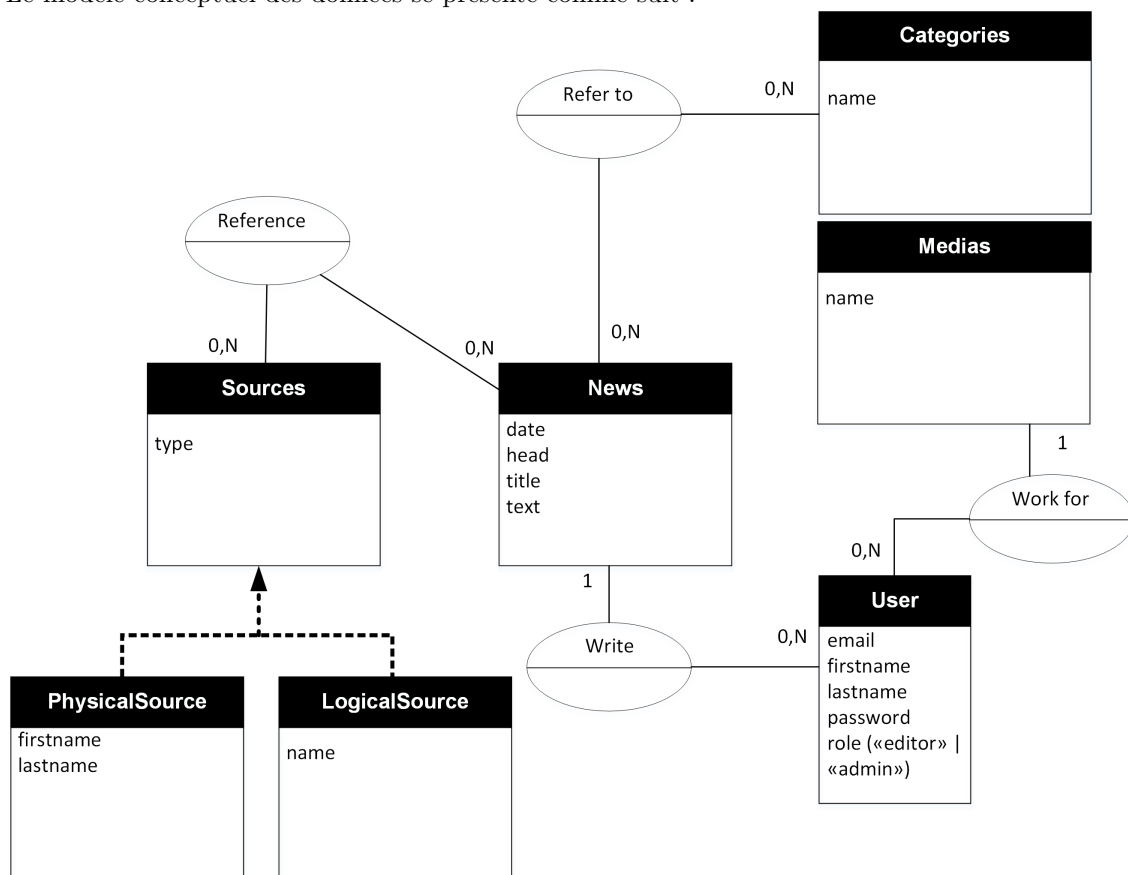 Le modèle conceptuel des données se présente comme suit :
Categories
name
Refer to
0,N
Medias
name
Reference
0,N
0,N
0,N
Sources
type
News
date
head
title
text
1
Work for
0,N
1
Write
0,N
User
email
firstname
lastname
password
role («editor» |
«admin»)
PhysicalSource
firstname
lastname
LogicalSource
name